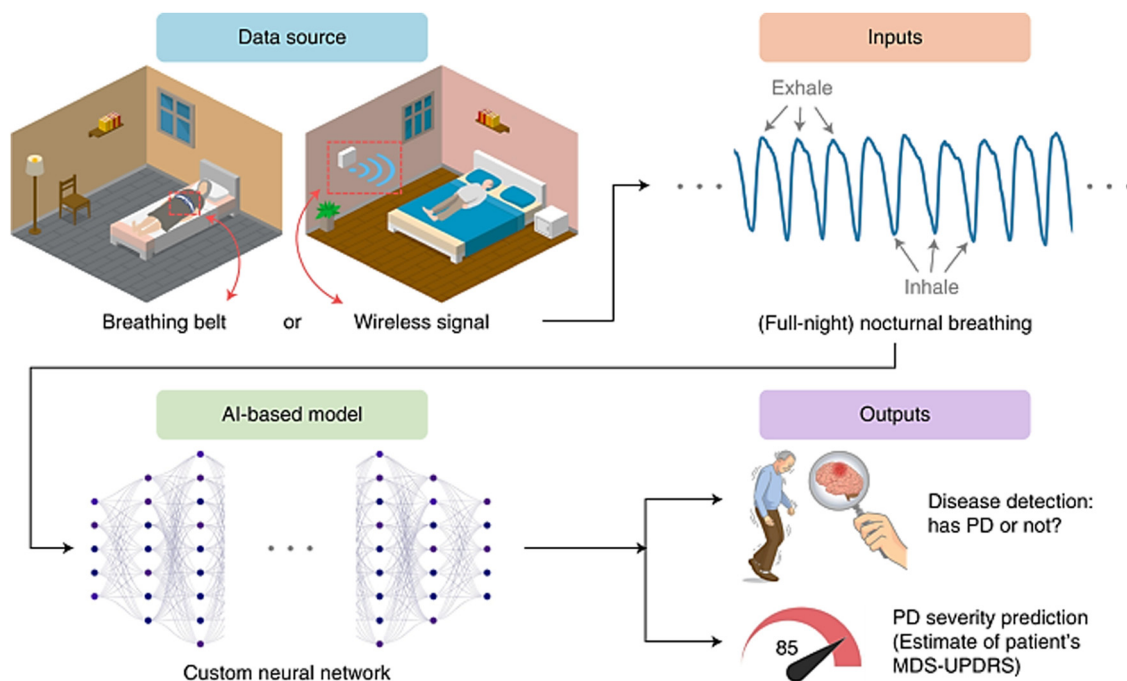 Data source
Inputs
Exhale
Inhale
Breathing belt or Wireless signal
(Full-night) nocturnal breathing
AI-based model
Outputs
Disease detection:
has PD or not?
PD severity prediction
(Estimate of patient's
MDS-UPDRS)
85
Custom neural network